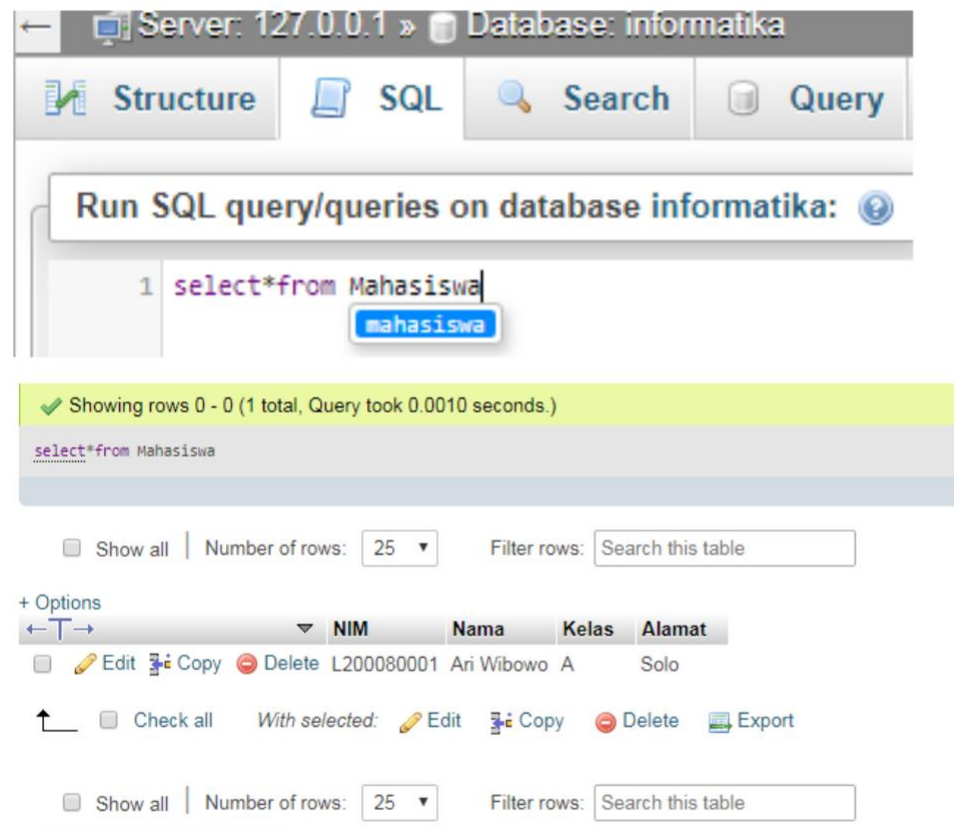 Server: 127.0.0.1 » Database: informatika
Structure SQL Search Query
Run SQL query/queries on database informatika:
1 select*from Mahasiswa
mahasiswa
Showing rows 0 - 0 (1 total, Query took 0.0010 seconds.)
select*from Mahasiswa
Show all Number of rows: 25 Filter rows: Search this table
+ Options
←T→ NIM Nama Kelas Alamat
Edit Copy Delete L200080001 Ari Wibowo A Solo
Check all With selected: Edit Copy Delete Export
Show all Number of rows: 25 Filter rows: Search this table